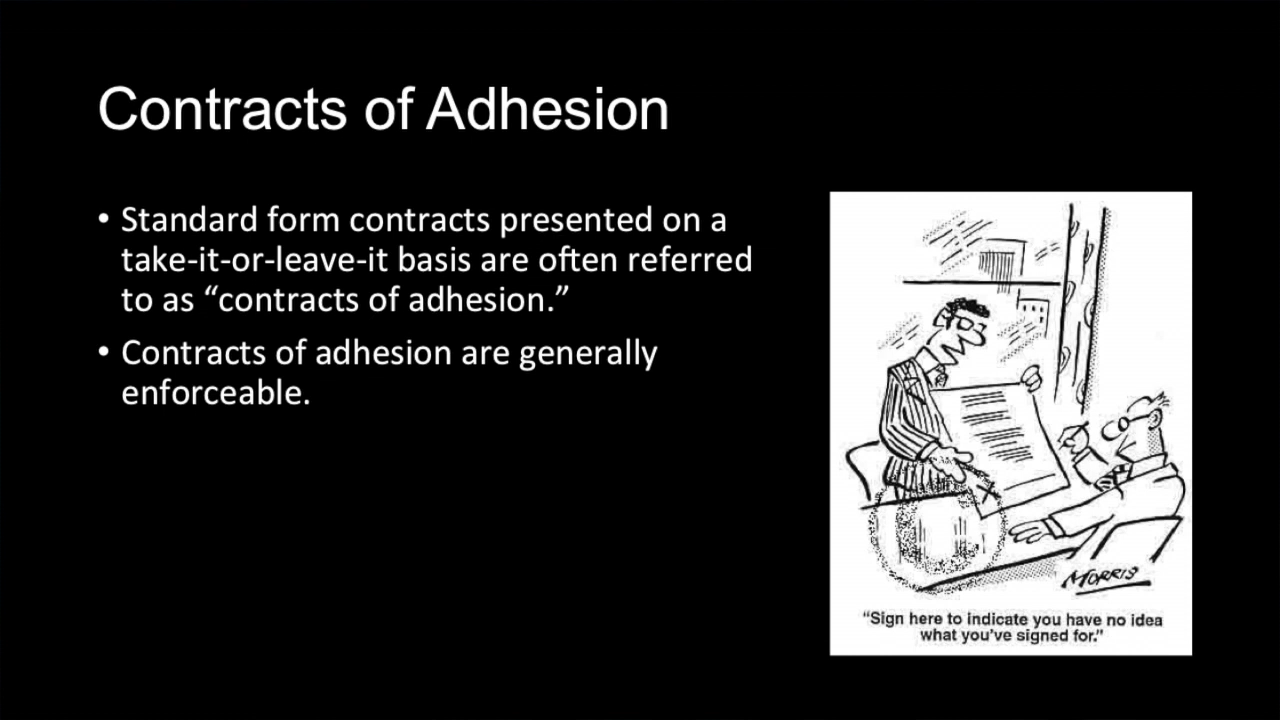 Contracts of Adhesion
• Standard form contracts presented on a
take-it-or-leave-it basis are often referred
to as “contracts of adhesion.”
• Contracts of adhesion are generally
enforceable.
X
MORRIS
“Sign here to indicate you have no idea
what you’ve signed for.”